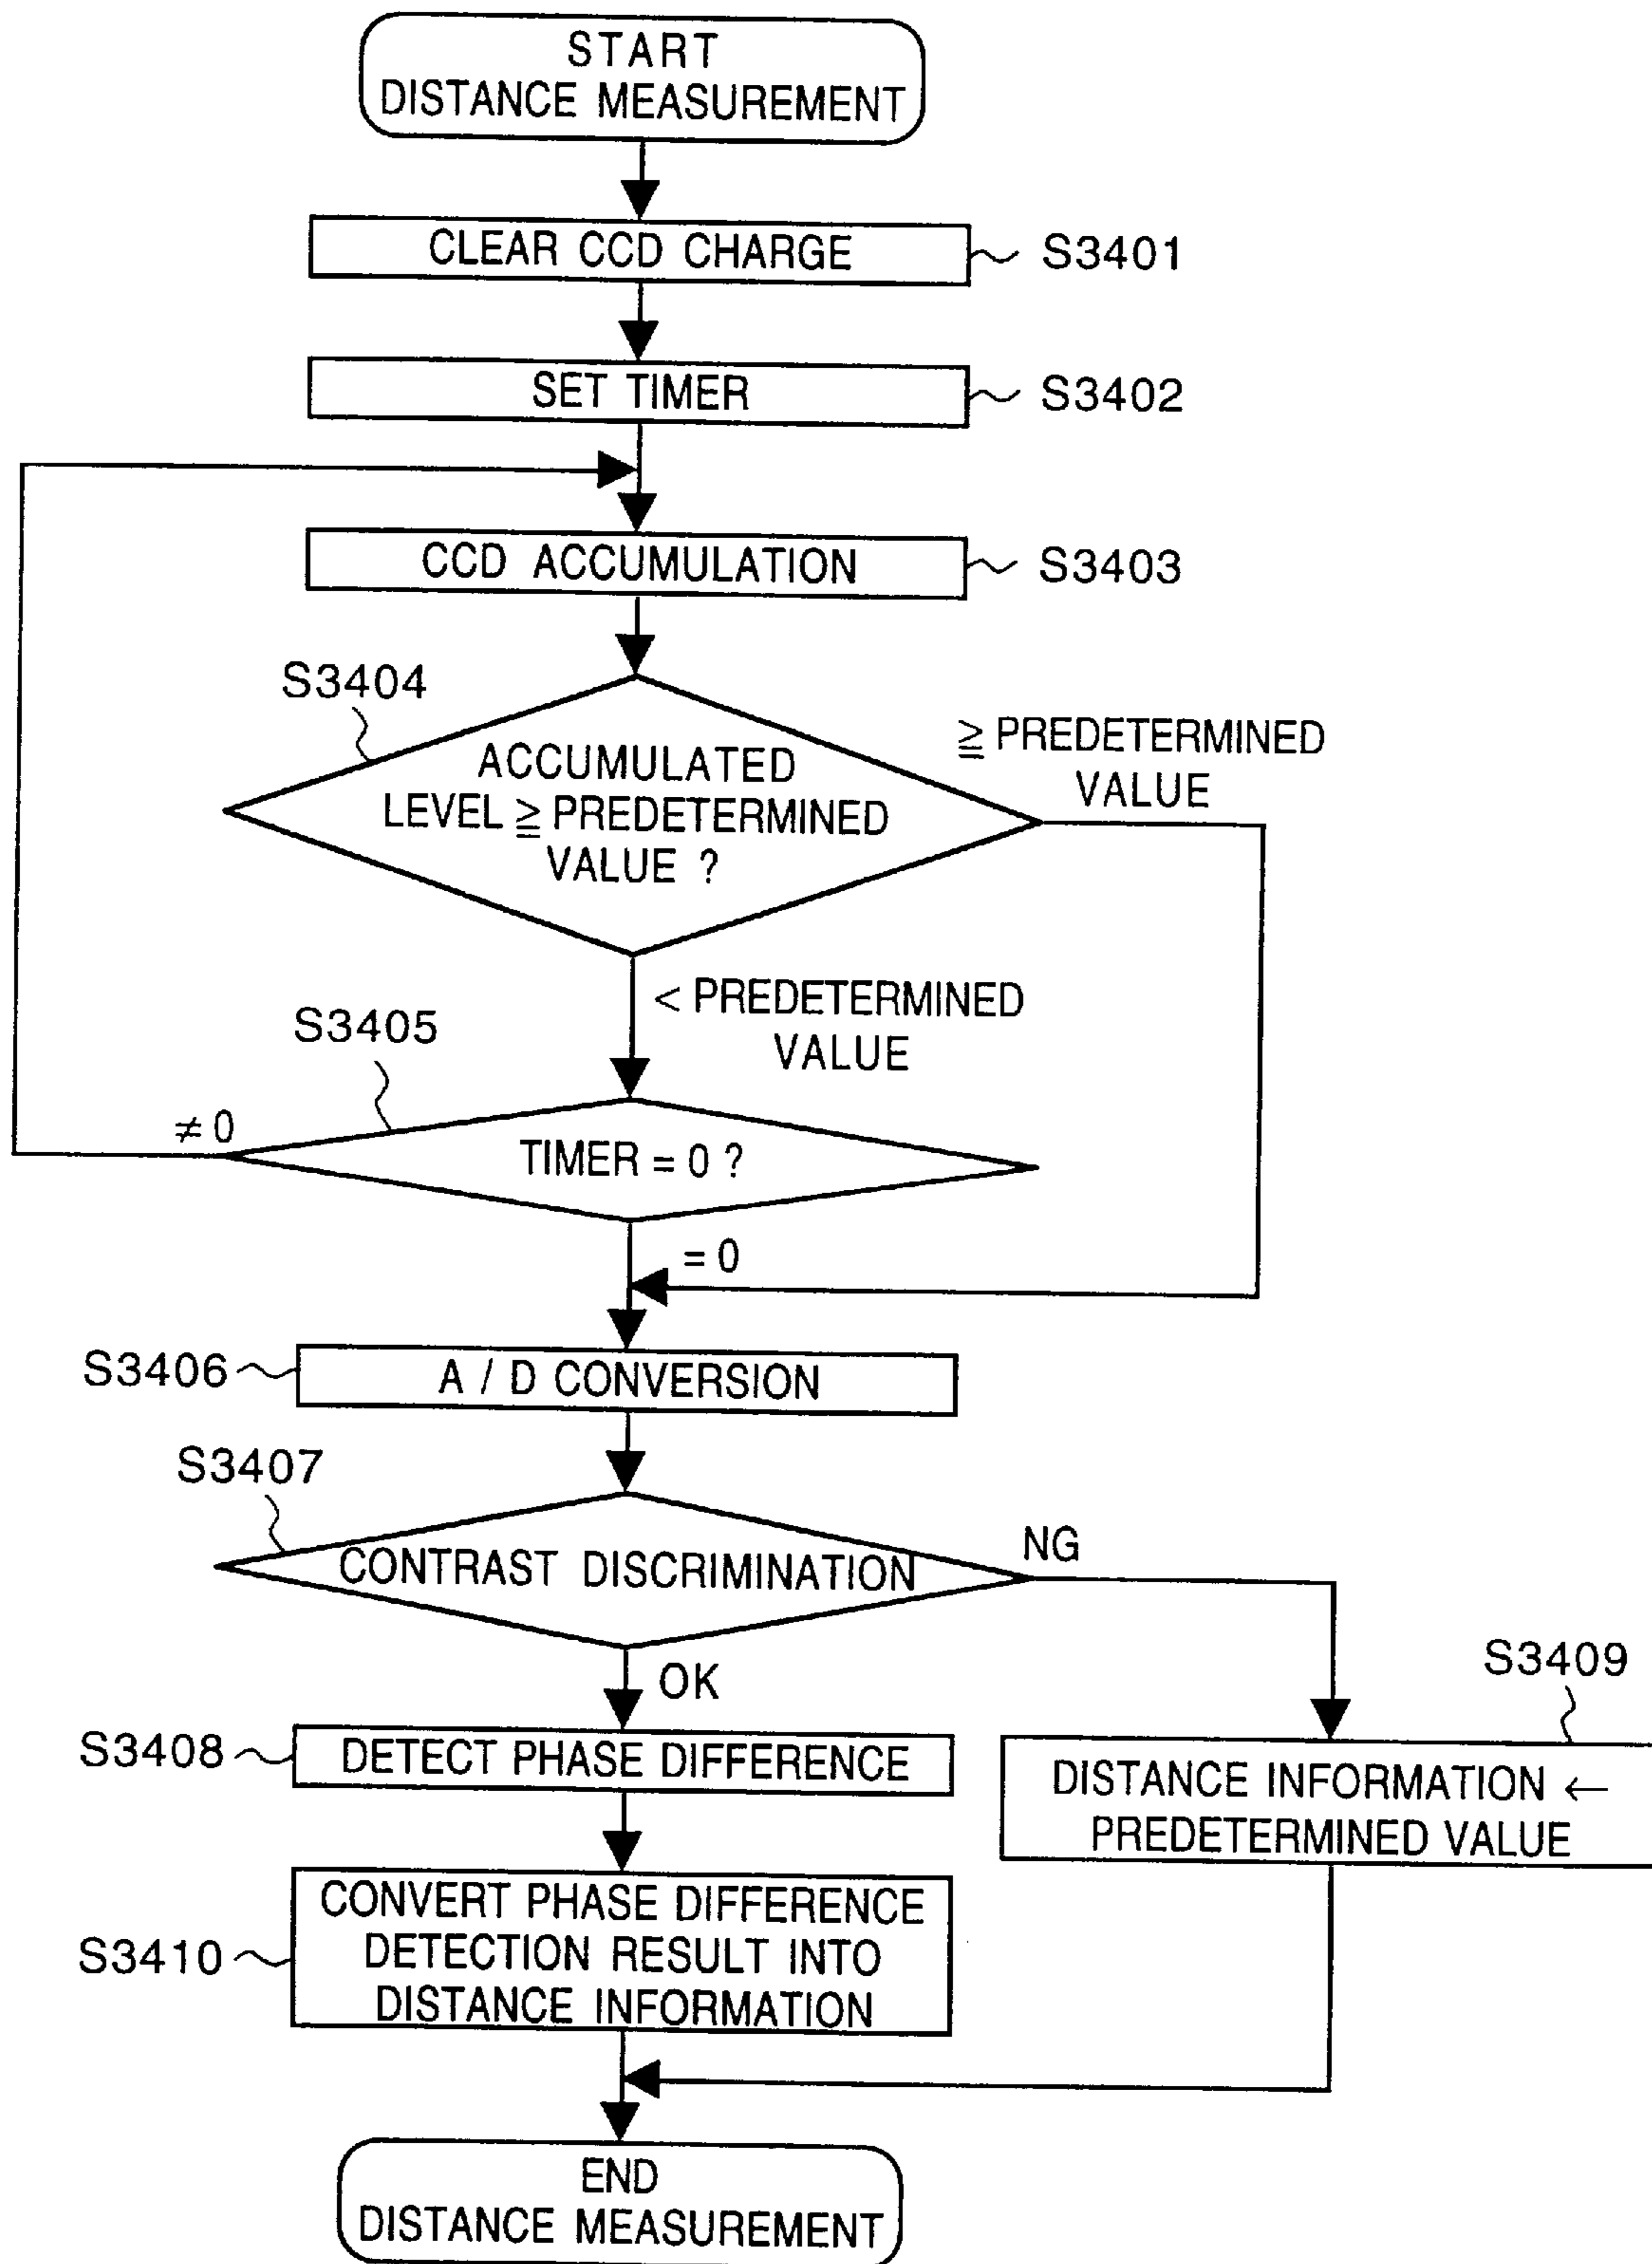 START
DISTANCE MEASUREMENT
CLEAR CCD CHARGE
S3401
SET TIMER
S3402
CCD ACCUMULATION
S3403
S3404
ACCUMULATED
LEVEL ≧ PREDETERMINED
VALUE ?
≧ PREDETERMINED
VALUE
< PREDETERMINED
VALUE
S3405
≠ 0
TIMER = 0 ?
= 0
S3406
A / D CONVERSION
S3407
CONTRAST DISCRIMINATION
NG
OK
S3408
DETECT PHASE DIFFERENCE
S3409
DISTANCE INFORMATION ←
PREDETERMINED VALUE
S3410
CONVERT PHASE DIFFERENCE
DETECTION RESULT INTO
DISTANCE INFORMATION
END
DISTANCE MEASUREMENT